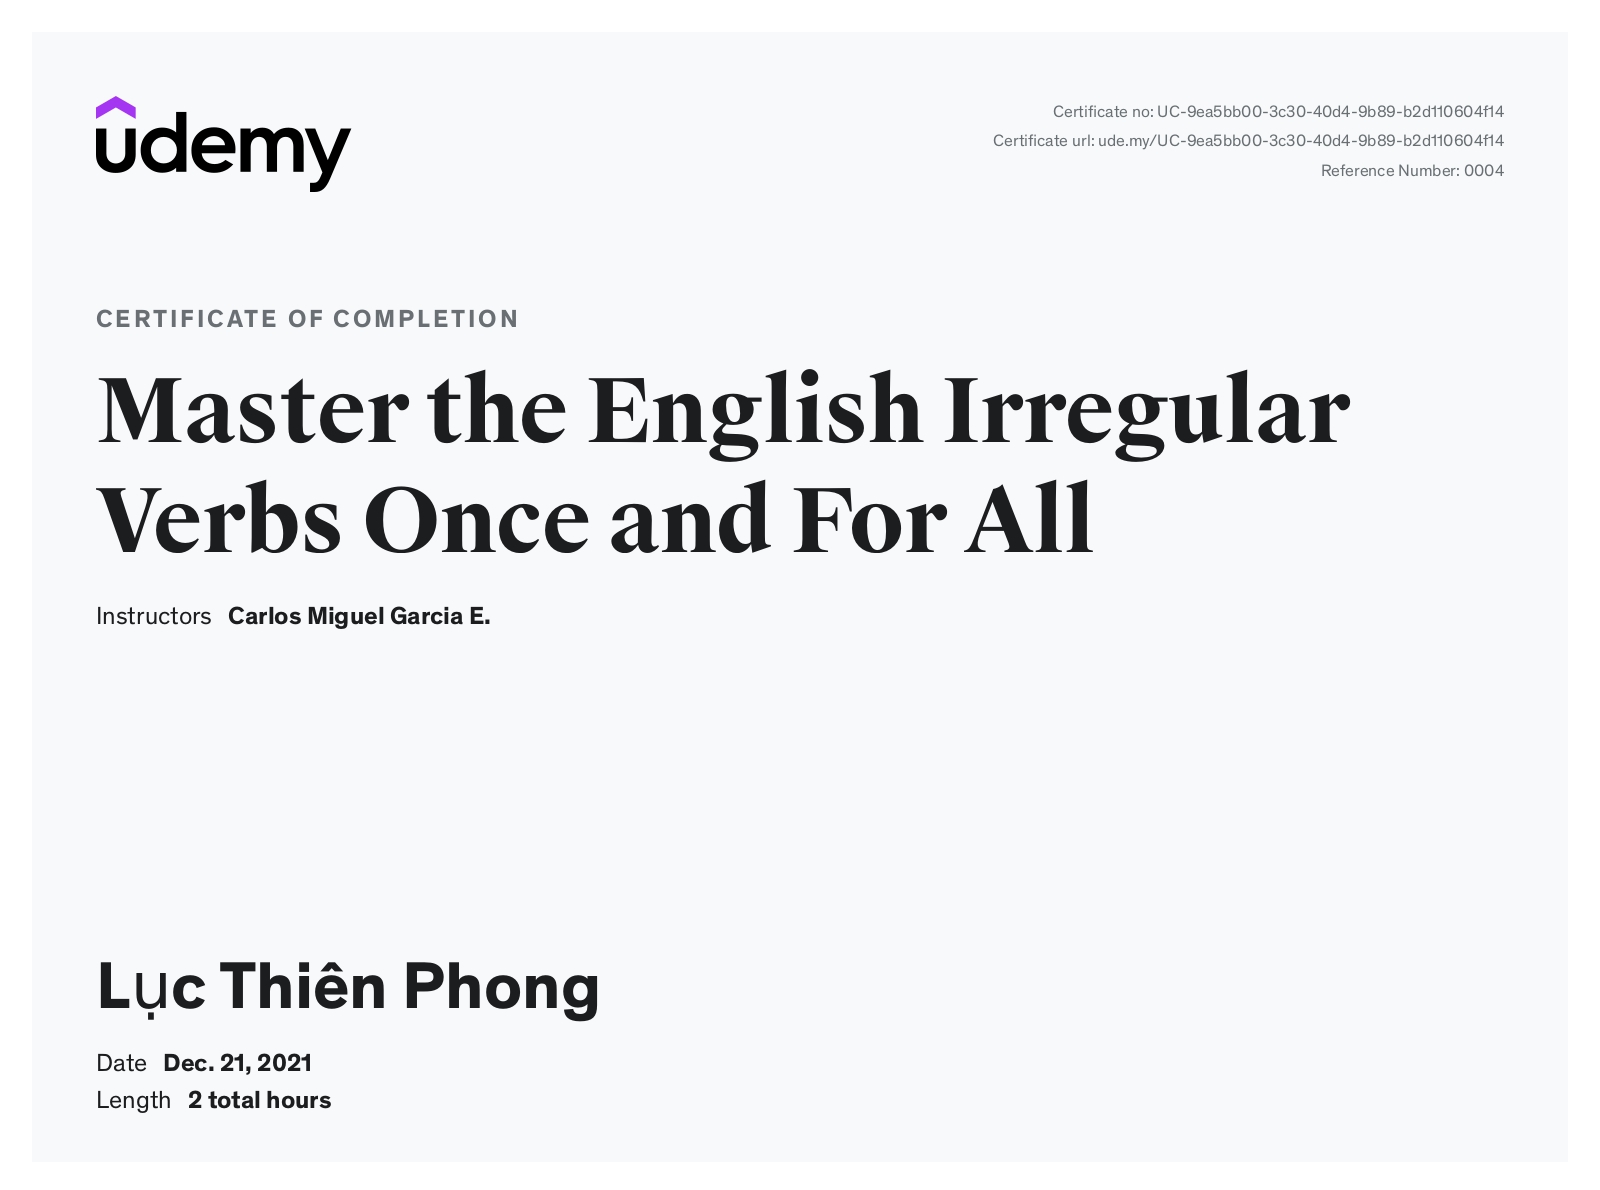 udemy
Certificate no: UC-9ea5bb00-3c30-40d4-9b89-b2d110604f14
Certificate url: ude.my/UC-9ea5bb00-3c30-40d4-9b89-b2d110604f14
Reference Number: 0004
CERTIFICATE OF COMPLETION
Master the English Irregular
Verbs Once and For All
Instructors Carlos Miguel Garcia E.
Lục Thiên Phong
Date Dec. 21, 2021
Length 2 total hours